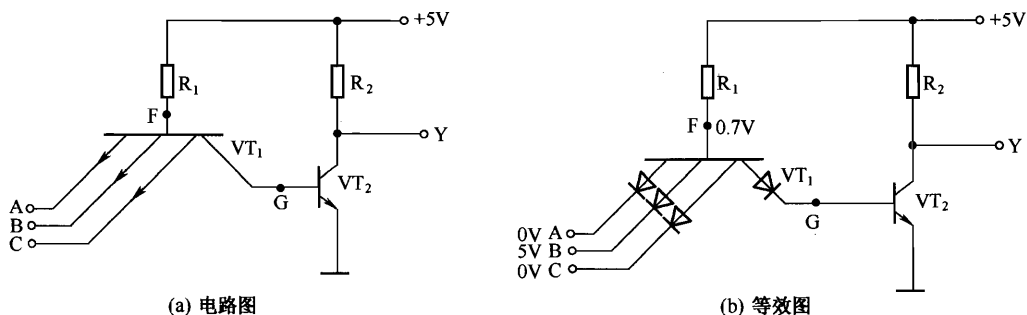 +5V
R₁
R₂
F
Y
VT₁
VT₂
G
A
B
C
(a) 电路图
+5V
R₁
R₂
F
0.7V
Y
VT₁
VT₂
G
0V A
5V B
0V C
(b) 等效图